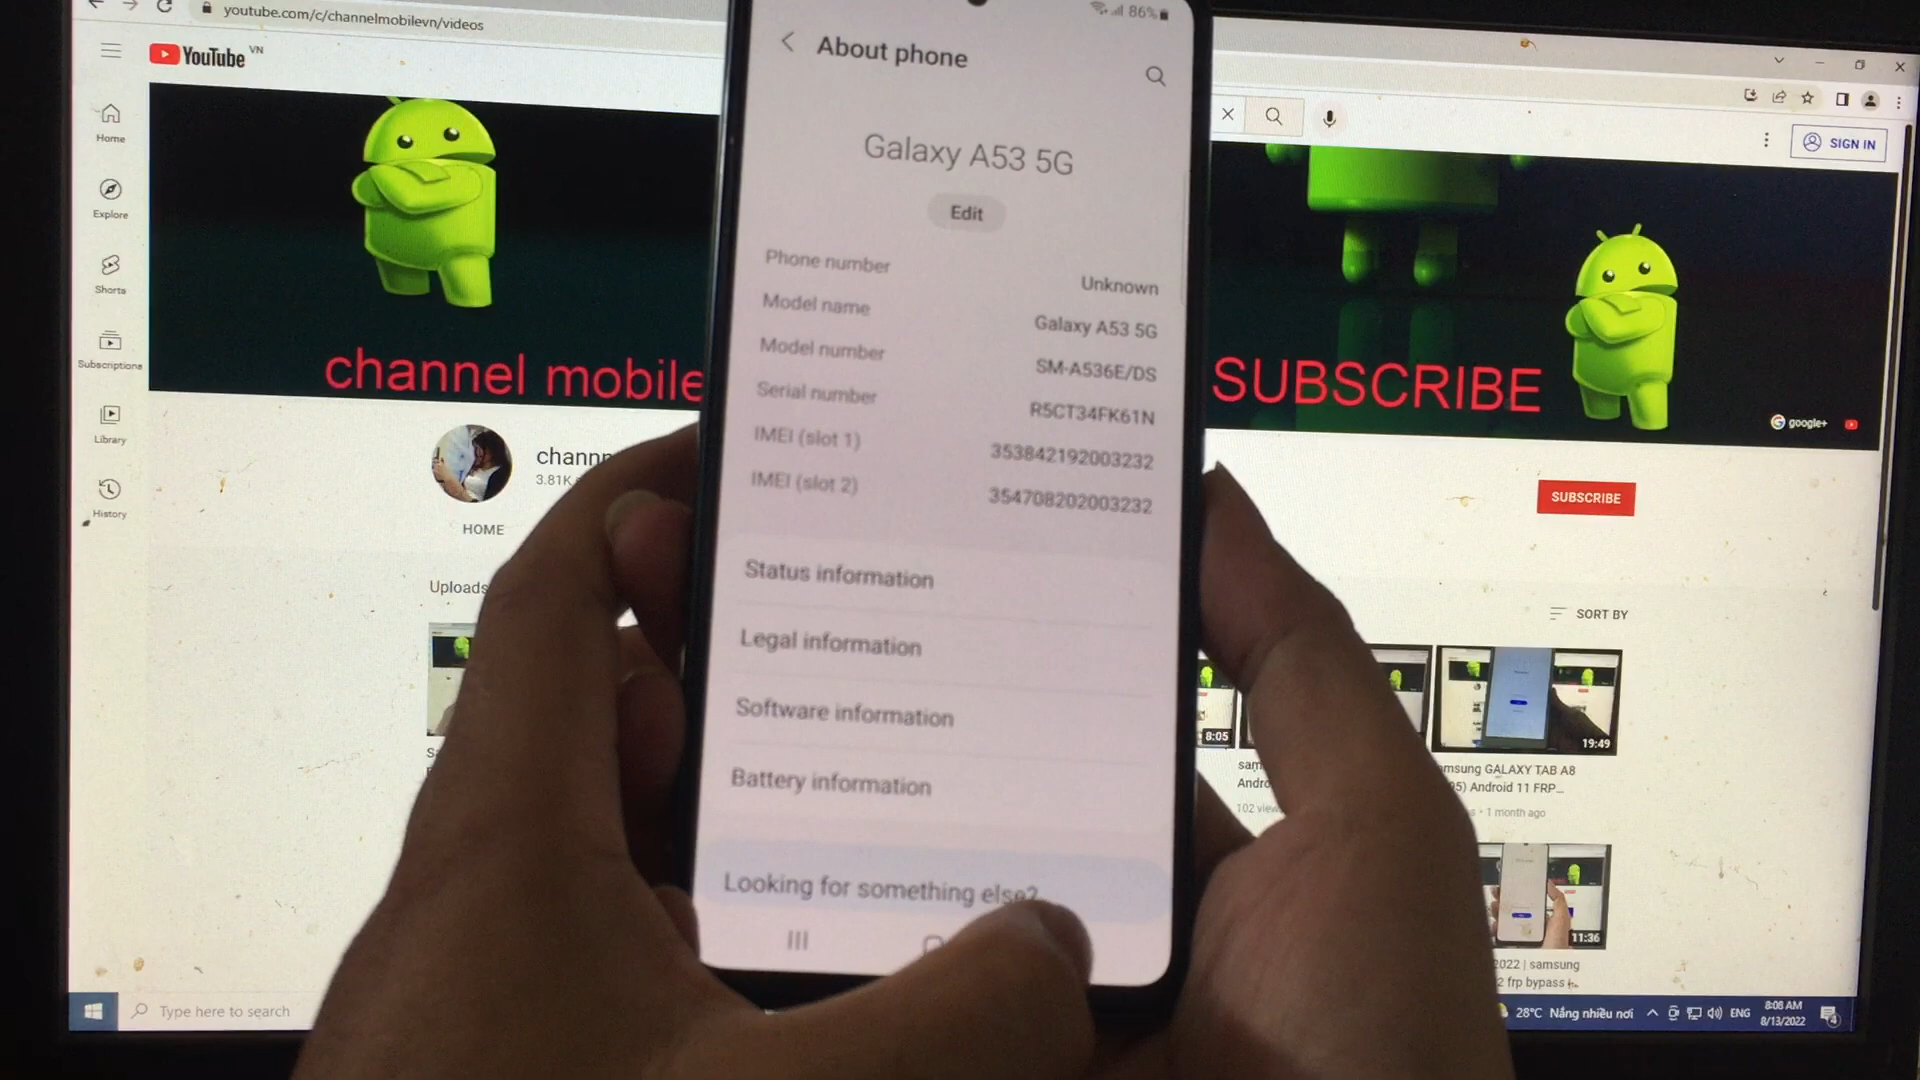 youtube.com/c/channelmobilevn/videos
YouTube VN
SIGN IN
Home
Explore
Shorts
Subscriptions
Library
History
channel mobile
SUBSCRIBE
google+
3.81K
SUBSCRIBE
HOME
Uploads
SORT BY
8:05
19:49
102
msung GALAXY TAB A8
Android 11 FRP...
1 month ago
11:36
2022 | samsung
2 frp bypass
86%
About phone
Galaxy A53 5G
Edit
Phone number
Unknown
Model name
Galaxy A53 5G
Model number
SM-A536E/DS
Serial number
R5CT34FK61N
IMEI (slot 1)
353842192003232
IMEI (slot 2)
354708202003232
Status information
Legal information
Software information
Battery information
Looking for something else?
Type here to search
28°C Nắng nhiều nơi
ENG
8:08 AM
8/13/2022
4